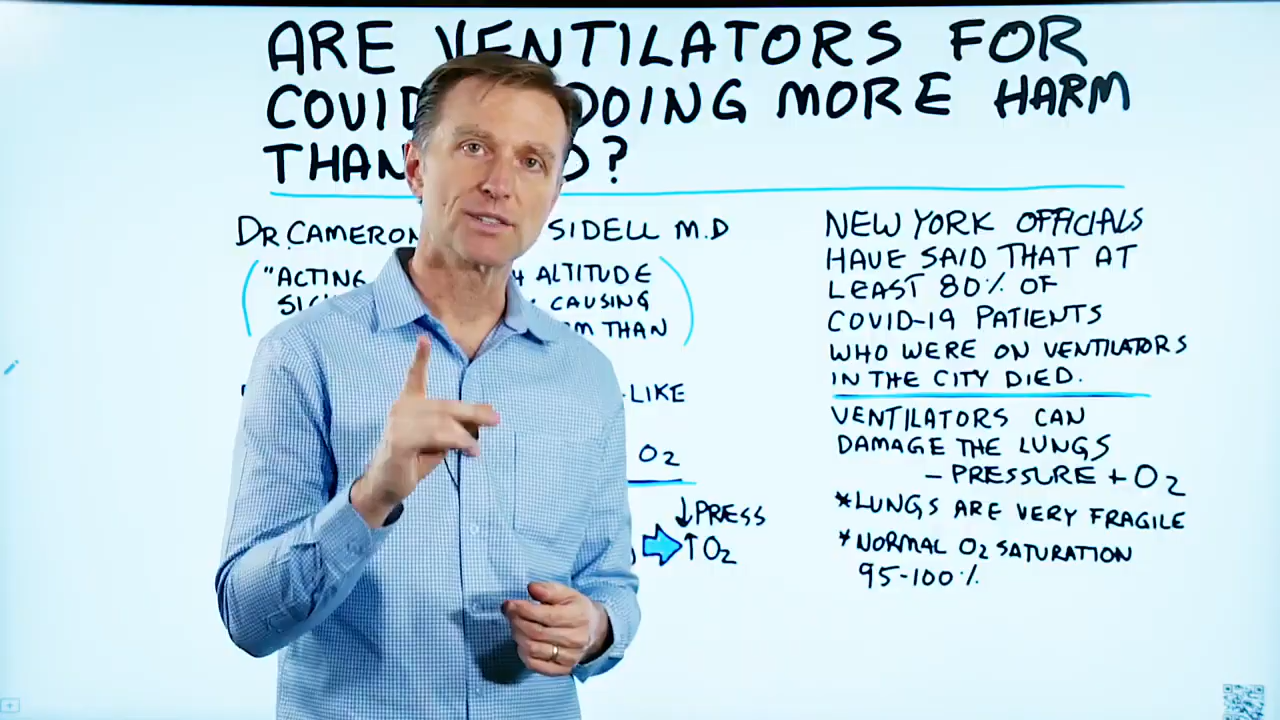 ARE VENTILATORS FOR
COVID DOING MORE HARM
THAN ?
DR. CAMERON SIDELL M.D
("ACTING ALTITUDE
CAUSING
THAN)
-LIKE
O2
↓PRESS
↑O2
NEW YORK OFFICIALS
HAVE SAID THAT AT
LEAST 80% OF
COVID-19 PATIENTS
WHO WERE ON VENTILATORS
IN THE CITY DIED.
VENTILATORS CAN
DAMAGE THE LUNGS
- PRESSURE + O2
*LUNGS ARE VERY FRAGILE
*NORMAL O2 SATURATION
95-100%